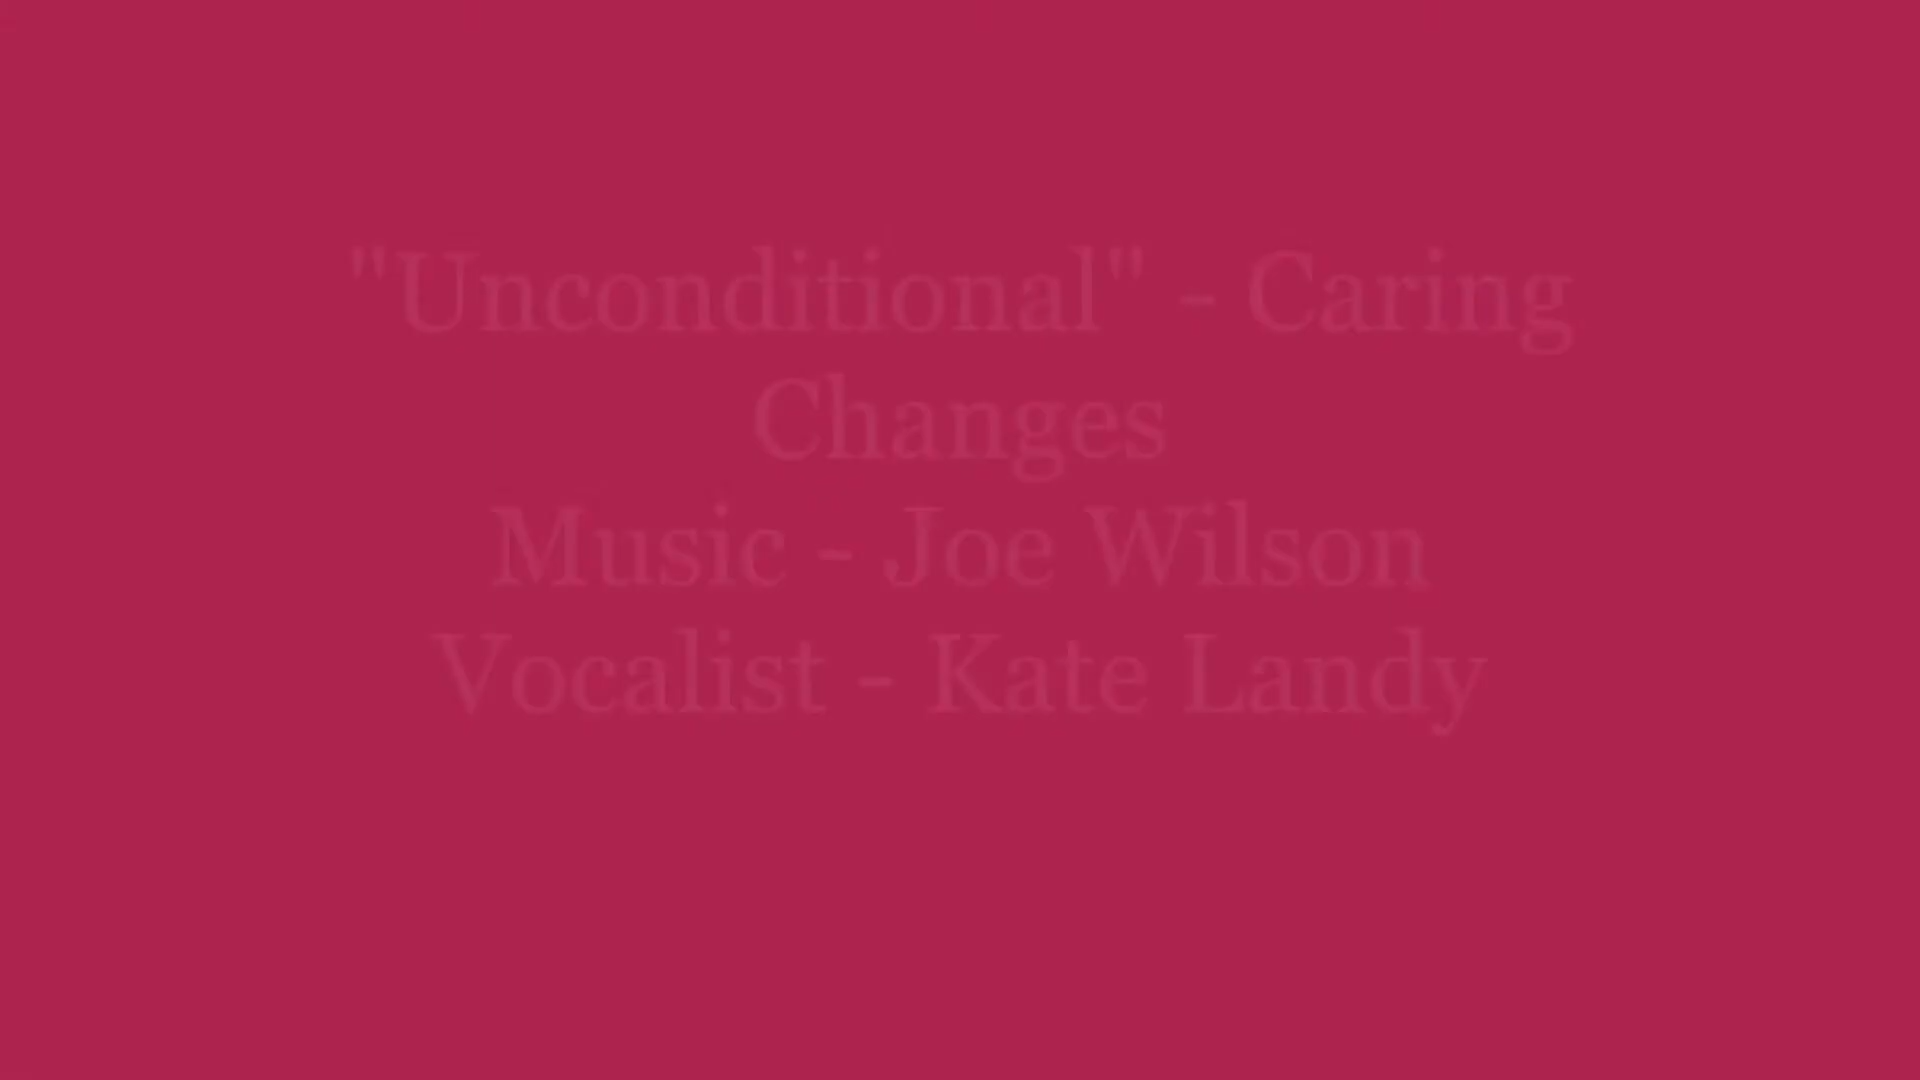 "Unconditional" - Caring
Changes
Music - Joe Wilson
Vocalist - Kate Landy